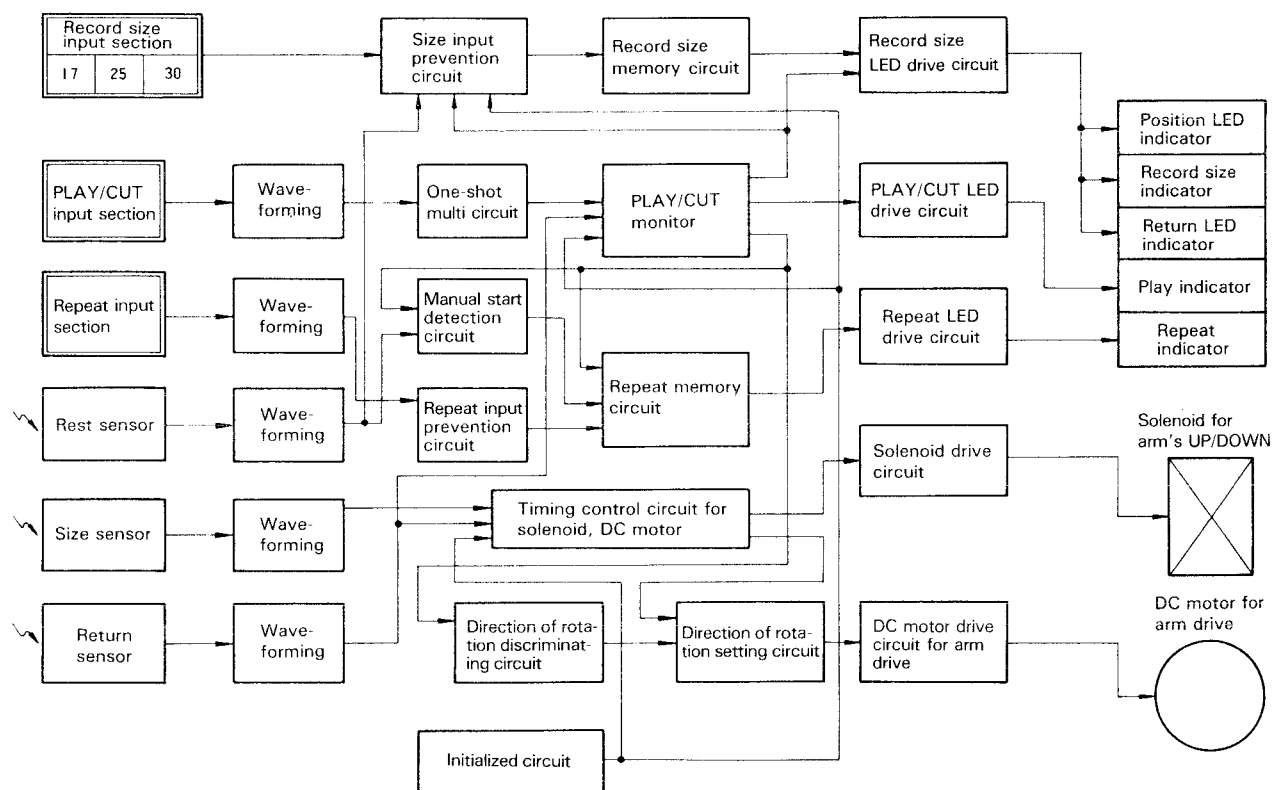 Record size
input section
17 25 30
Size input
prevention
circuit
Record size
memory circuit
Record size
LED drive circuit
Position LED
indicator
Record size
indicator
Return LED
indicator
Play indicator
Repeat
indicator
PLAY/CUT
input section
Wave-
forming
One-shot
multi circuit
PLAY/CUT
monitor
PLAY/CUT LED
drive circuit
Repeat input
section
Wave-
forming
Manual start
detection
circuit
Repeat LED
drive circuit
Rest sensor
Wave-
forming
Repeat input
prevention
circuit
Repeat memory
circuit
Solenoid drive
circuit
Solenoid for
arm's UP/DOWN
Size sensor
Wave-
forming
Timing control circuit for
solenoid, DC motor
Return
sensor
Wave-
forming
Direction of rota-
tation discriminat-
ing circuit
Direction of rota-
tion setting circuit
DC motor drive
circuit for arm
drive
DC motor for
arm drive
Initialized circuit